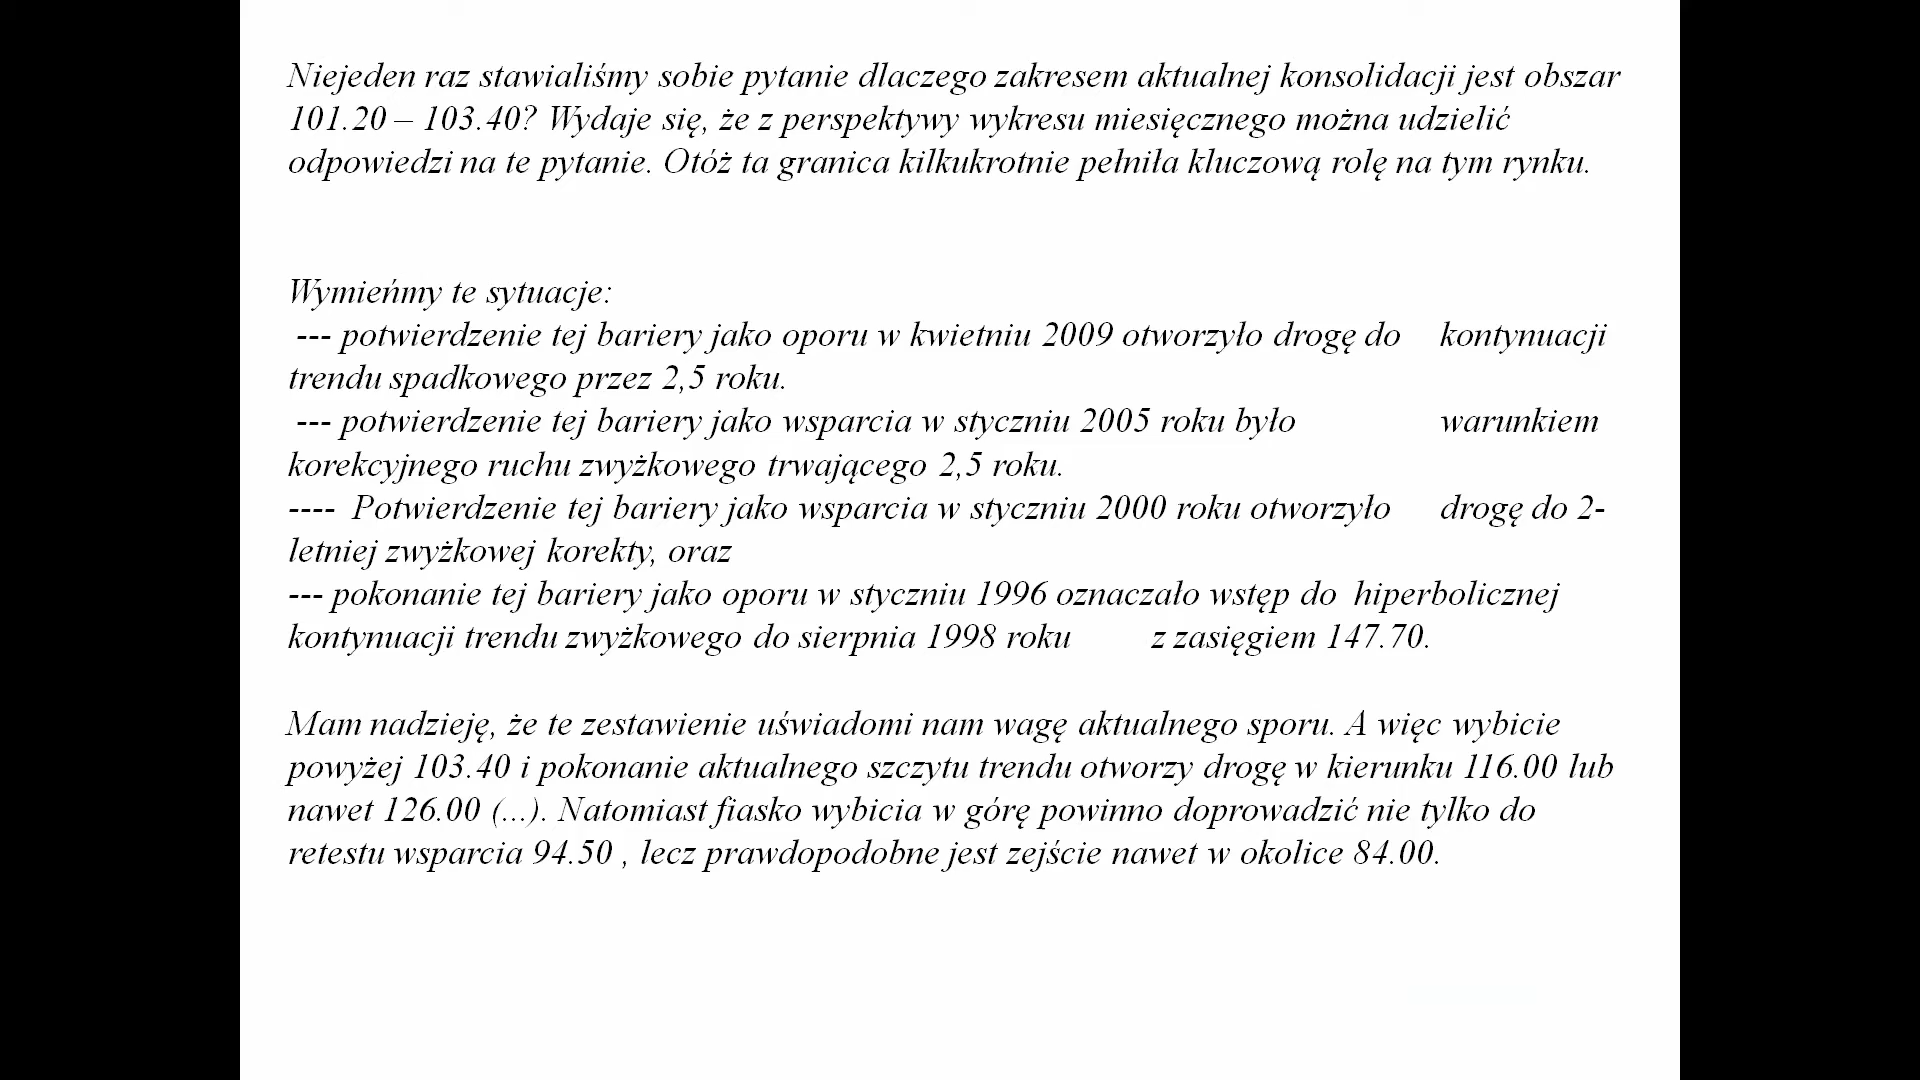 Niejeden raz stawialiśmy sobie pytanie dlaczego zakresem aktualnej konsolidacji jest obszar
101.20 – 103.40? Wydaje się, że z perspektywy wykresu miesięcznego można udzielić
odpowiedzi na te pytanie. Otóż ta granica kilkukrotnie pełniła kluczową rolę na tym rynku.
Wymieńmy te sytuacje:
--- potwierdzenie tej bariery jako oporu w kwietniu 2009 otworzyło drogę do kontynuacji
trendu spadkowego przez 2,5 roku.
--- potwierdzenie tej bariery jako wsparcia w styczniu 2005 roku było warunkiem
korekcyjnego ruchu zwyżkowego trwającego 2,5 roku.
---- Potwierdzenie tej bariery jako wsparcia w styczniu 2000 roku otworzyło drogę do 2-
letniej zwyżkowej korekty, oraz
--- pokonanie tej bariery jako oporu w styczniu 1996 oznaczało wstęp do hiperbolicznej
kontynuacji trendu zwyżkowego do sierpnia 1998 roku z zasięgiem 147.70.
Mam nadzieję, że te zestawienie uświadomi nam wagę aktualnego sporu. A więc wybicie
powyżej 103.40 i pokonanie aktualnego szczytu trendu otworzy drogę w kierunku 116.00 lub
nawet 126.00 (...). Natomiast fiasko wybicia w górę powinno doprowadzić nie tylko do
retestu wsparcia 94.50 , lecz prawdopodobne jest zejście nawet w okolice 84.00.